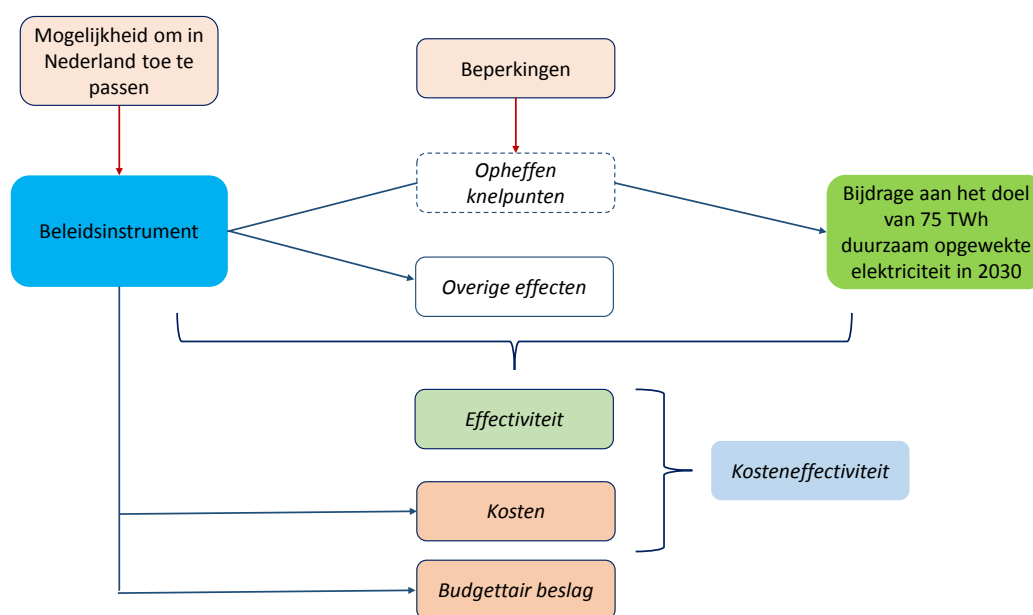 Mogelijkheid om in
Nederland toe te
passen
Beperkingen
Opheffen
knelpunten
Beleidsinstrument
Bijdrage aan het doel
van 75 TWh
duurzaam opgewekte
elektriciteit in 2030
Overige effecten
Effectiviteit
Kosteneffectiviteit
Kosten
Budgettair beslag